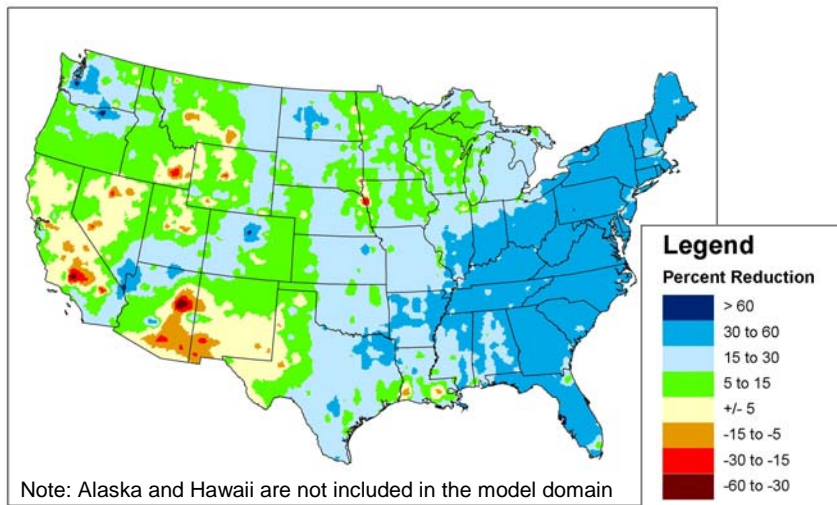 Legend
Percent Reduction
> 60
30 to 60
15 to 30
5 to 15
+/- 5
-15 to -5
-30 to -15
-60 to -30
Note: Alaska and Hawaii are not included in the model domain